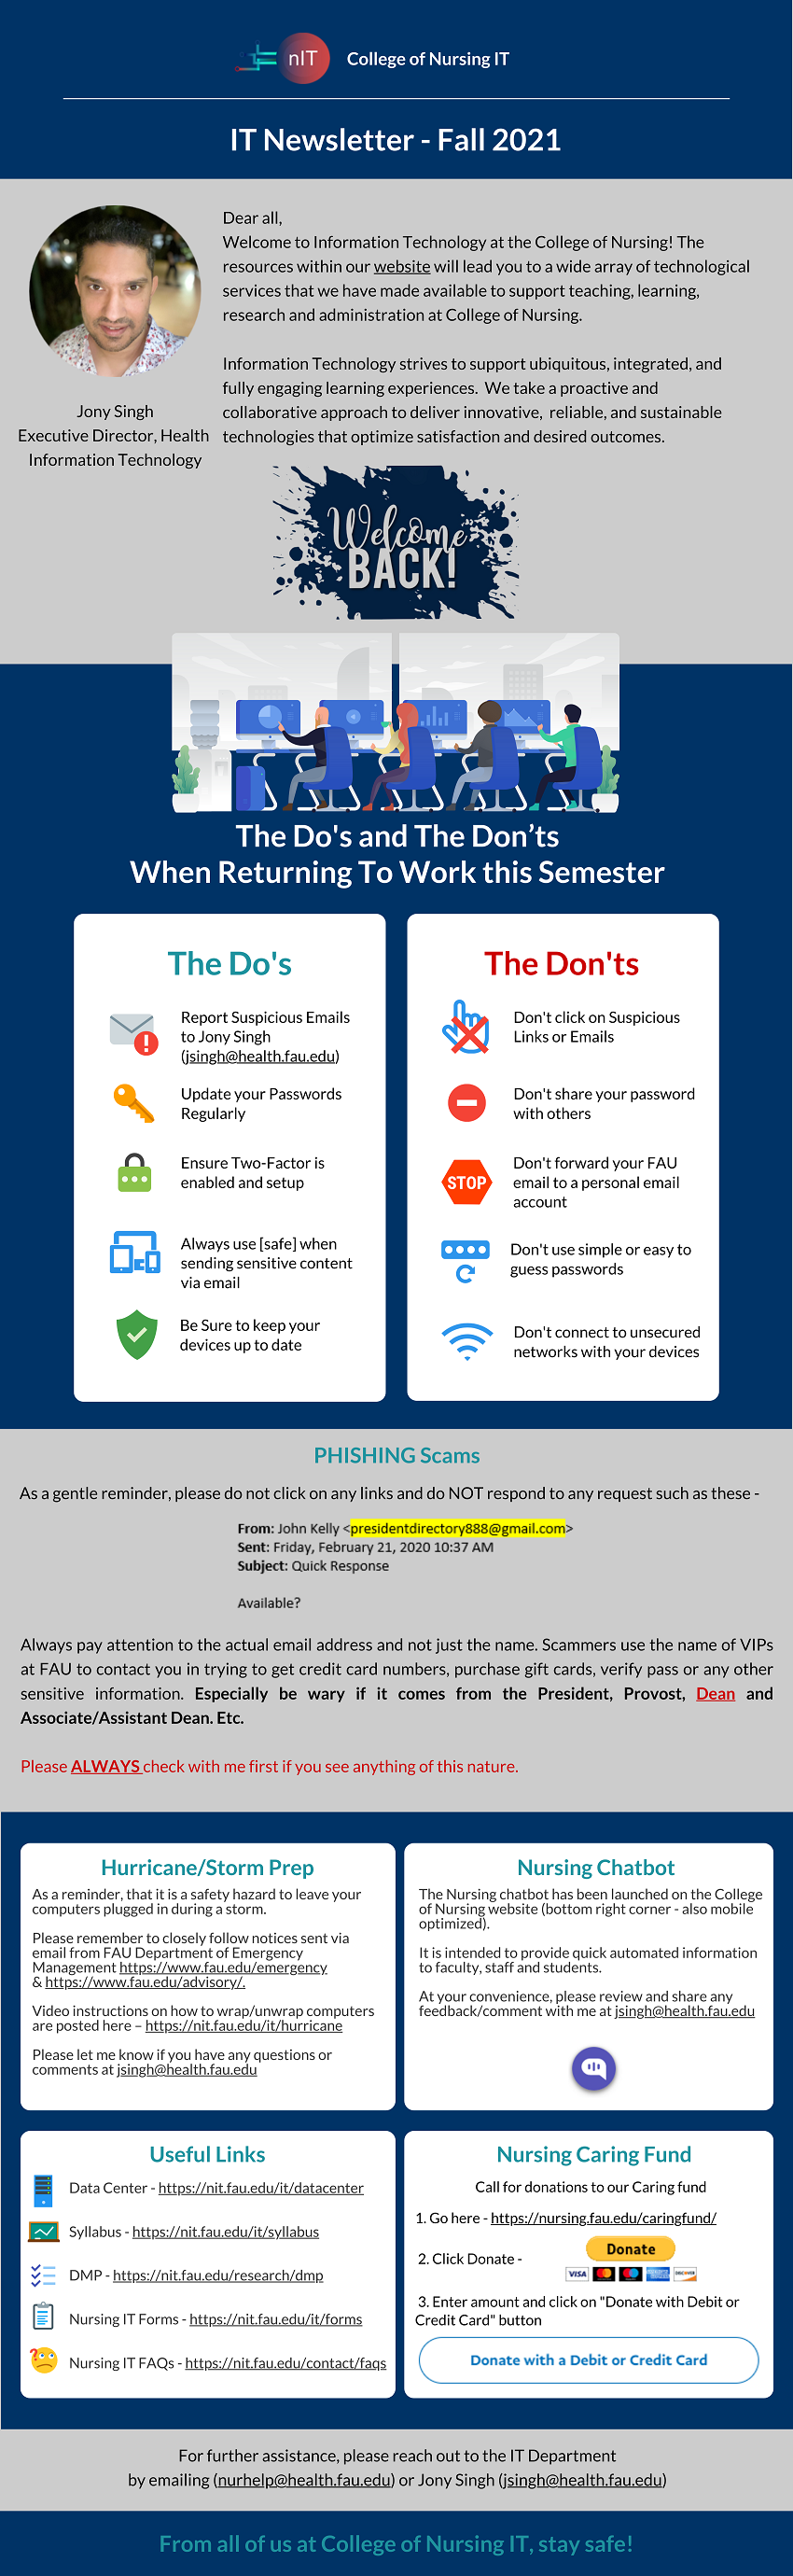 nIT
College of Nursing IT
IT Newsletter - Fall 2021
Dear all,
Welcome to Information Technology at the College of Nursing! The
resources within our website will lead you to a wide array of technological
services that we have made available to support teaching, learning,
research and administration at College of Nursing.
Information Technology strives to support ubiquitous, integrated, and
fully engaging learning experiences. We take a proactive and
collaborative approach to deliver innovative, reliable, and sustainable
technologies that optimize satisfaction and desired outcomes.
Jony Singh
Executive Director, Health
Information Technology
Welcome
BACK!
The Do's and The Don'ts
When Returning To Work this Semester
The Do's
Report Suspicious Emails
to Jony Singh
(jsingh@health.fau.edu)
Update your Passwords
Regularly
Ensure Two-Factor is
enabled and setup
Always use [safe] when
sending sensitive content
via email
Be Sure to keep your
devices up to date
The Don'ts
Don't click on Suspicious
Links or Emails
Don't share your password
with others
STOP
Don't forward your FAU
email to a personal email
account
Don't use simple or easy to
guess passwords
Don't connect to unsecured
networks with your devices
PHISHING Scams
As a gentle reminder, please do not click on any links and do NOT respond to any request such as these -
From: John Kelly <presidentdirectory888@gmail.com>
Sent: Friday, February 21, 2020 10:37 AM
Subject: Quick Response
Available?
Always pay attention to the actual email address and not just the name. Scammers use the name of VIPs
at FAU to contact you in trying to get credit card numbers, purchase gift cards, verify pass or any other
sensitive information. Especially be wary if it comes from the President, Provost, Dean and
Associate/Assistant Dean. Etc.
Please ALWAYS check with me first if you see anything of this nature.
Hurricane/Storm Prep
As a reminder, that it is a safety hazard to leave your
computers plugged in during a storm.
Please remember to closely follow notices sent via
email from FAU Department of Emergency
Management https://www.fau.edu/emergency
& https://www.fau.edu/advisory/.
Video instructions on how to wrap/unwrap computers
are posted here – https://nit.fau.edu/it/hurricane
Please let me know if you have any questions or
comments at jsingh@health.fau.edu
Nursing Chatbot
The Nursing chatbot has been launched on the College
of Nursing website (bottom right corner - also mobile
optimized).
It is intended to provide quick automated information
to faculty, staff and students.
At your convenience, please review and share any
feedback/comment with me at jsingh@health.fau.edu
Useful Links
Data Center - https://nit.fau.edu/it/datacenter
Syllabus - https://nit.fau.edu/it/syllabus
DMP - https://nit.fau.edu/research/dmp
Nursing IT Forms - https://nit.fau.edu/it/forms
Nursing IT FAQs - https://nit.fau.edu/contact/faqs
Nursing Caring Fund
Call for donations to our Caring fund
1. Go here - https://nursing.fau.edu/caringfund/
2. Click Donate -
Donate
VISA
3. Enter amount and click on "Donate with Debit or
Credit Card" button
Donate with a Debit or Credit Card
For further assistance, please reach out to the IT Department
by emailing (nurhelp@health.fau.edu) or Jony Singh (jsingh@health.fau.edu)
From all of us at College of Nursing IT, stay safe!